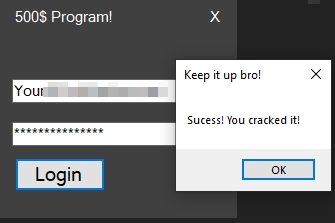 500$ Program!
X
Keep it up bro!
Your
Sucess! You cracked it!
***************
Login
OK